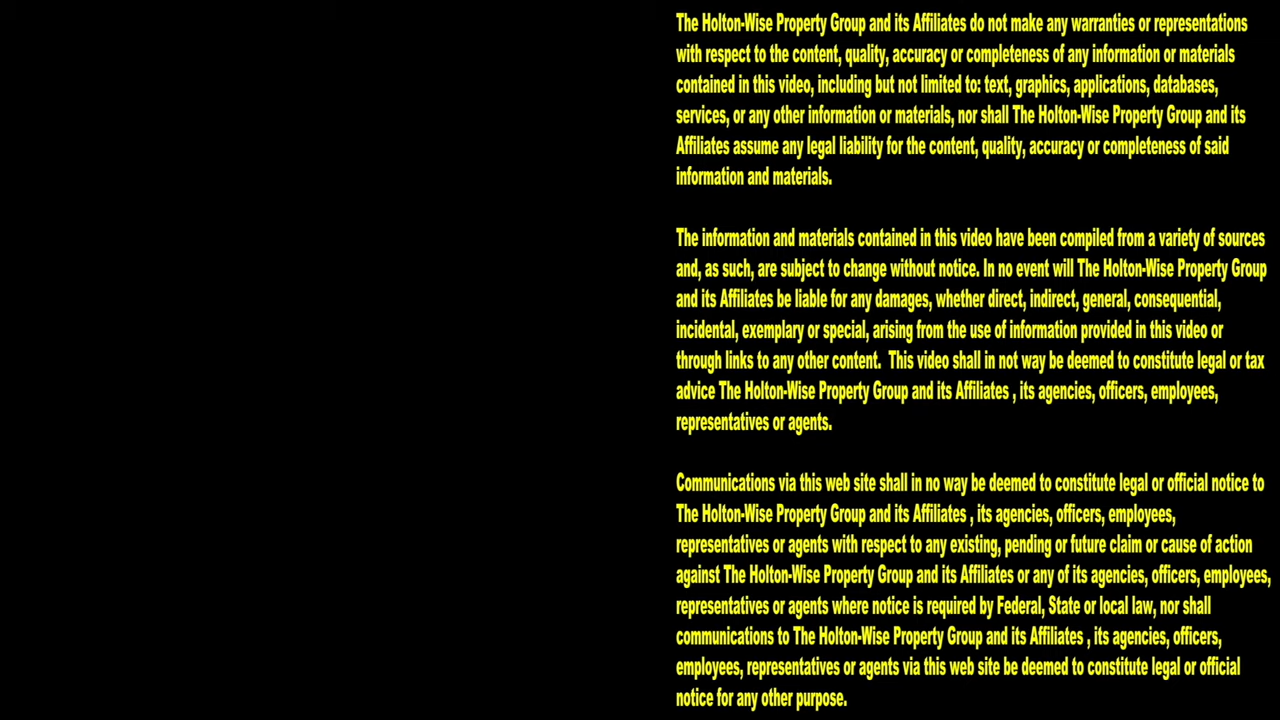 The Holton-Wise Property Group and its Affiliates do not make any warranties or representations
with respect to the content, quality, accuracy or completeness of any information or materials
contained in this video, including but not limited to: text, graphics, applications, databases,
services, or any other information or materials, nor shall The Holton-Wise Property Group and its
Affiliates assume any legal liability for the content, quality, accuracy or completeness of said
information and materials.
The information and materials contained in this video have been compiled from a variety of sources
and, as such, are subject to change without notice. In no event will The Holton-Wise Property Group
and its Affiliates be liable for any damages, whether direct, indirect, general, consequential,
incidental, exemplary or special, arising from the use of information provided in this video or
through links to any other content.  This video shall in not way be deemed to constitute legal or tax
advice The Holton-Wise Property Group and its Affiliates , its agencies, officers, employees,
representatives or agents.
Communications via this web site shall in no way be deemed to constitute legal or official notice to
The Holton-Wise Property Group and its Affiliates , its agencies, officers, employees,
representatives or agents with respect to any existing, pending or future claim or cause of action
against The Holton-Wise Property Group and its Affiliates or any of its agencies, officers, employees,
representatives or agents where notice is required by Federal, State or local law, nor shall
communications to The Holton-Wise Property Group and its Affiliates , its agencies, officers,
employees, representatives or agents via this web site be deemed to constitute legal or official
notice for any other purpose.